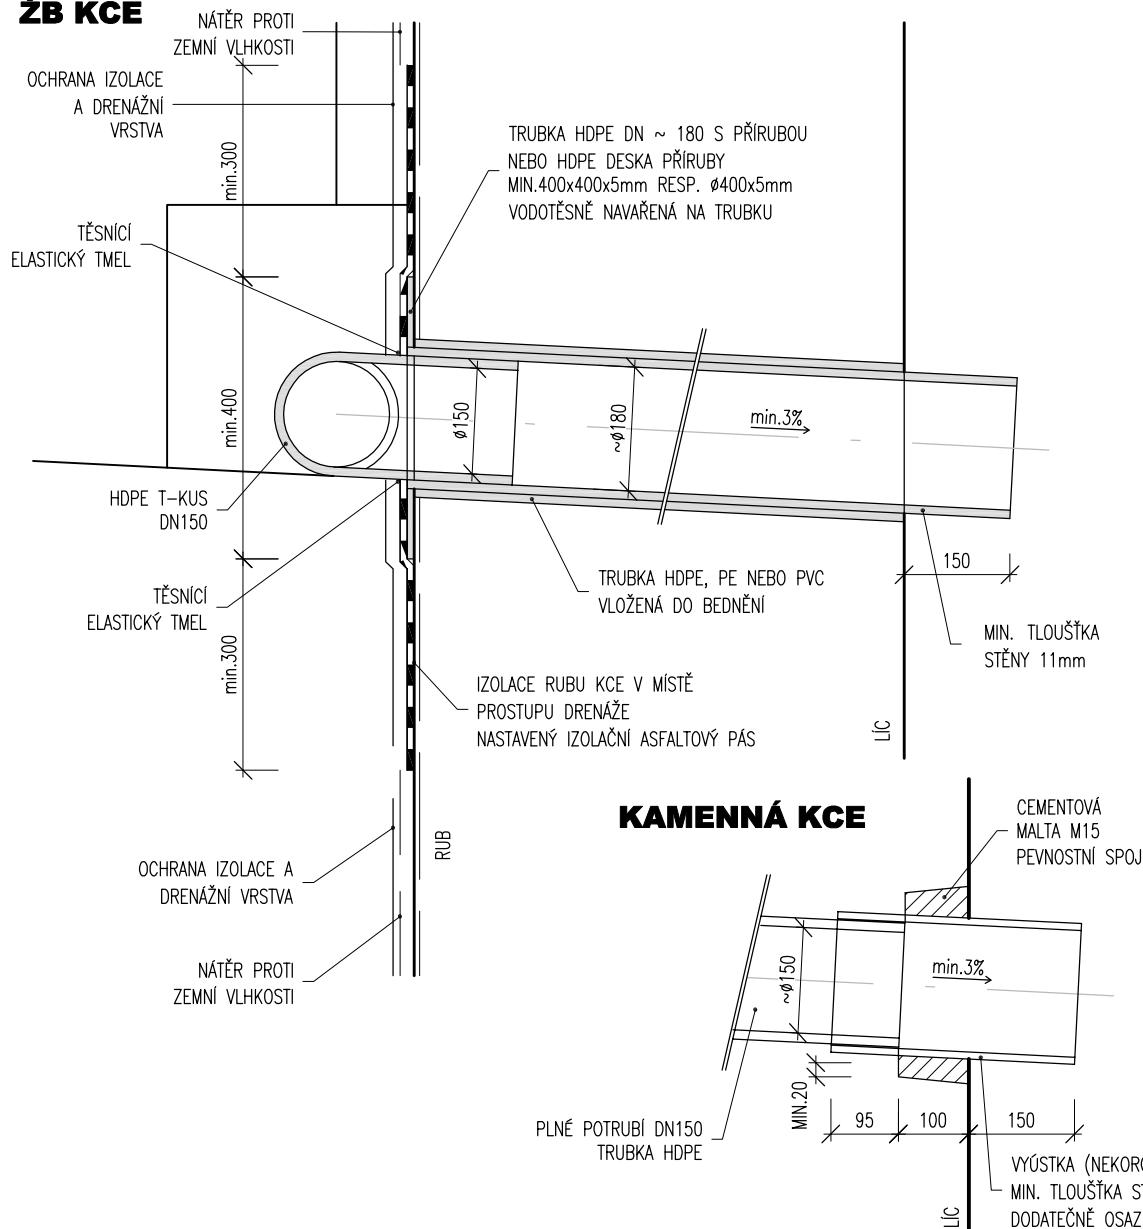 ŽB KCE
NÁTĚR PROTI
ZEMNÍ VLHKOSTI
OCHRANA IZOLACE
A DRENÁŽNÍ
VRSTVA
min.300
TRUBKA HDPE DN ~ 180 S PŘÍRUBOU
NEBO HDPE DESKA PŘÍRUBY
MIN.400x400x5mm RESP. ø400x5mm
VODOTĚSNĚ NAVAŘENÁ NA TRUBKU
TĚSNÍCÍ
ELASTICKÝ TMEL
min.400
ø150
~ø180
min.3%
HDPE T-KUS
DN150
150
TRUBKA HDPE, PE NEBO PVC
VLOŽENÁ DO BEDNĚNÍ
TĚSNÍCÍ
ELASTICKÝ TMEL
MIN. TLOUŠŤKA
STĚNY 11mm
min.300
IZOLACE RUBU KCE V MÍSTĚ
PROSTUPU DRENÁŽE
NASTAVENÝ IZOLAČNÍ ASFALTOVÝ PÁS
LÍC
RUB
OCHRANA IZOLACE A
DRENÁŽNÍ VRSTVA
NÁTĚR PROTI
ZEMNÍ VLHKOSTI
KAMENNÁ KCE
CEMENTOVÁ
MALTA M15
PEVNOSTNÍ SPOJ
~ø150
min.3%
MIN.20
95
100
150
PLNÉ POTRUBÍ DN150
TRUBKA HDPE
VYÚSTKA
MIN. TLOUŠŤKA
DODATEČNĚ
LÍC